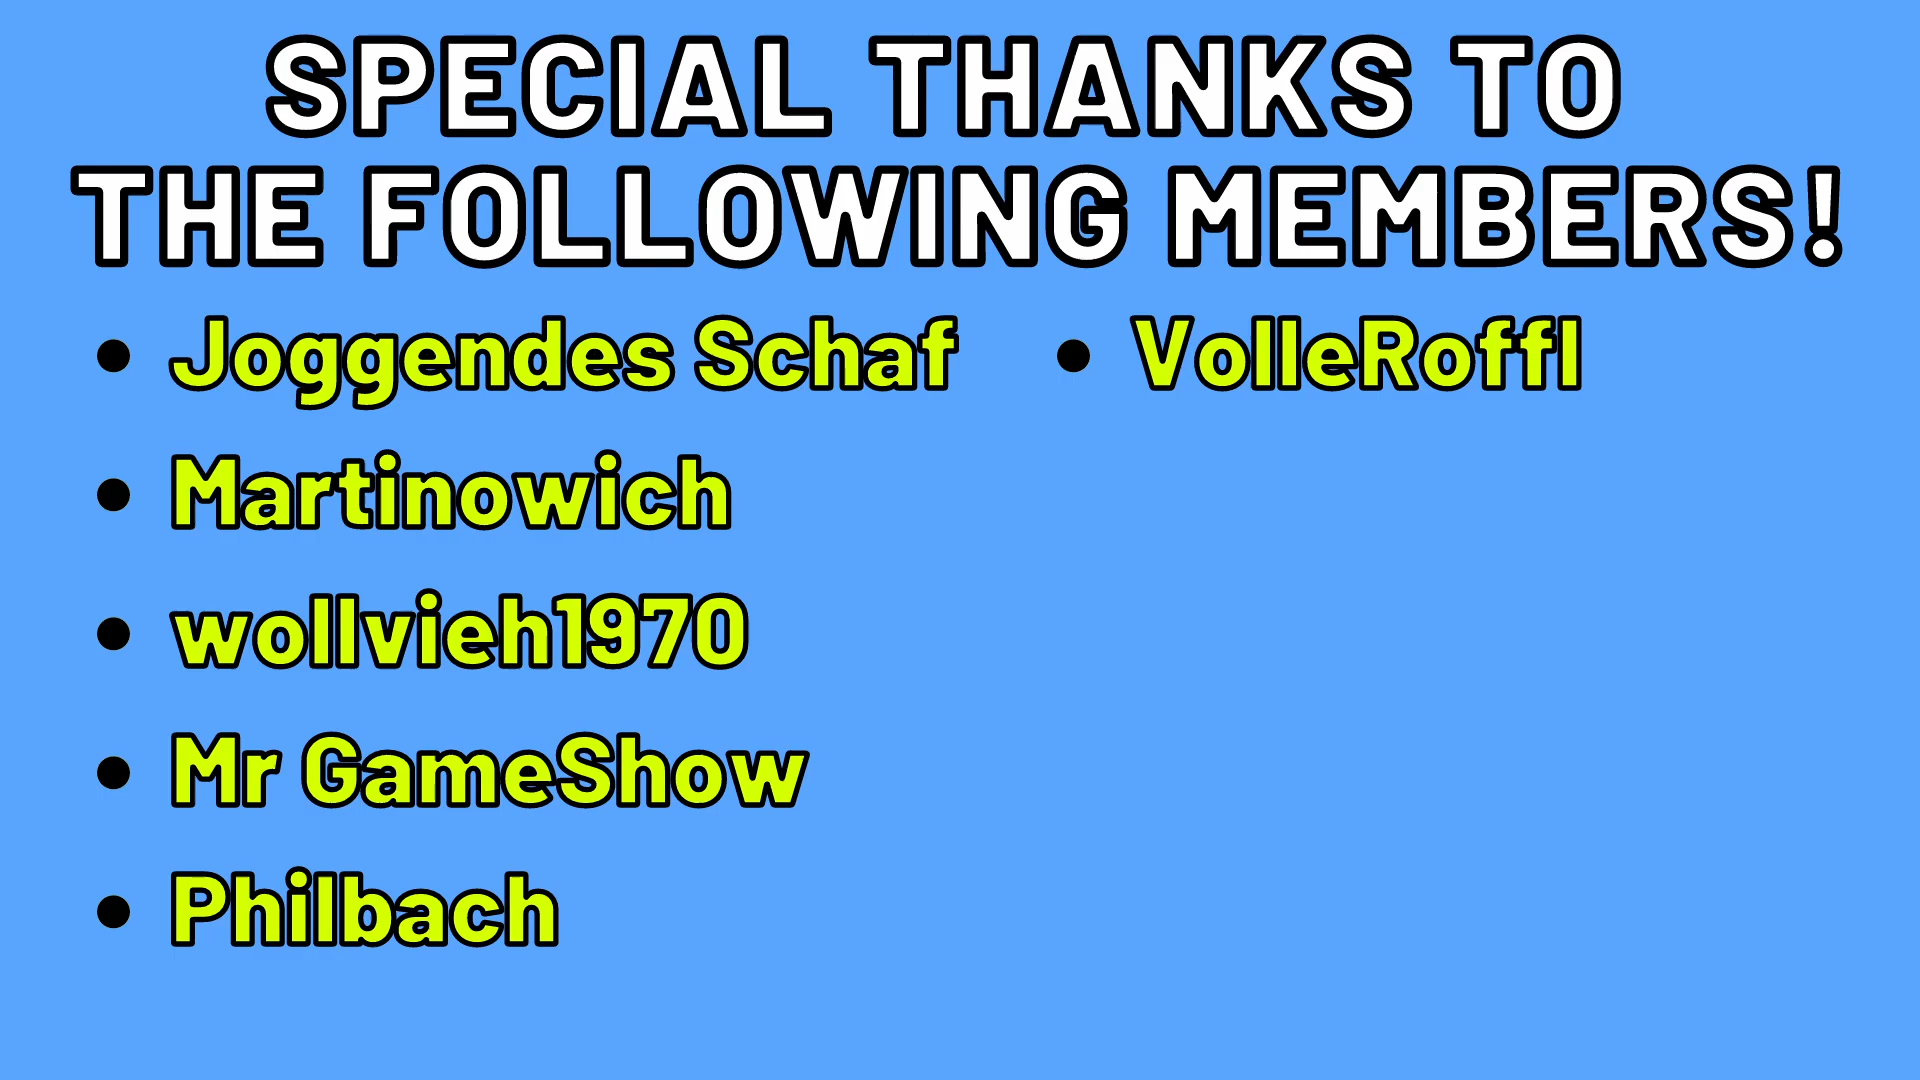 SPECIAL THANKS TO
THE FOLLOWING MEMBERS!
• Joggendes Schaf
• Martinowich
• wollvieh1970
• Mr GameShow
• Philbach
• VolleRoffl